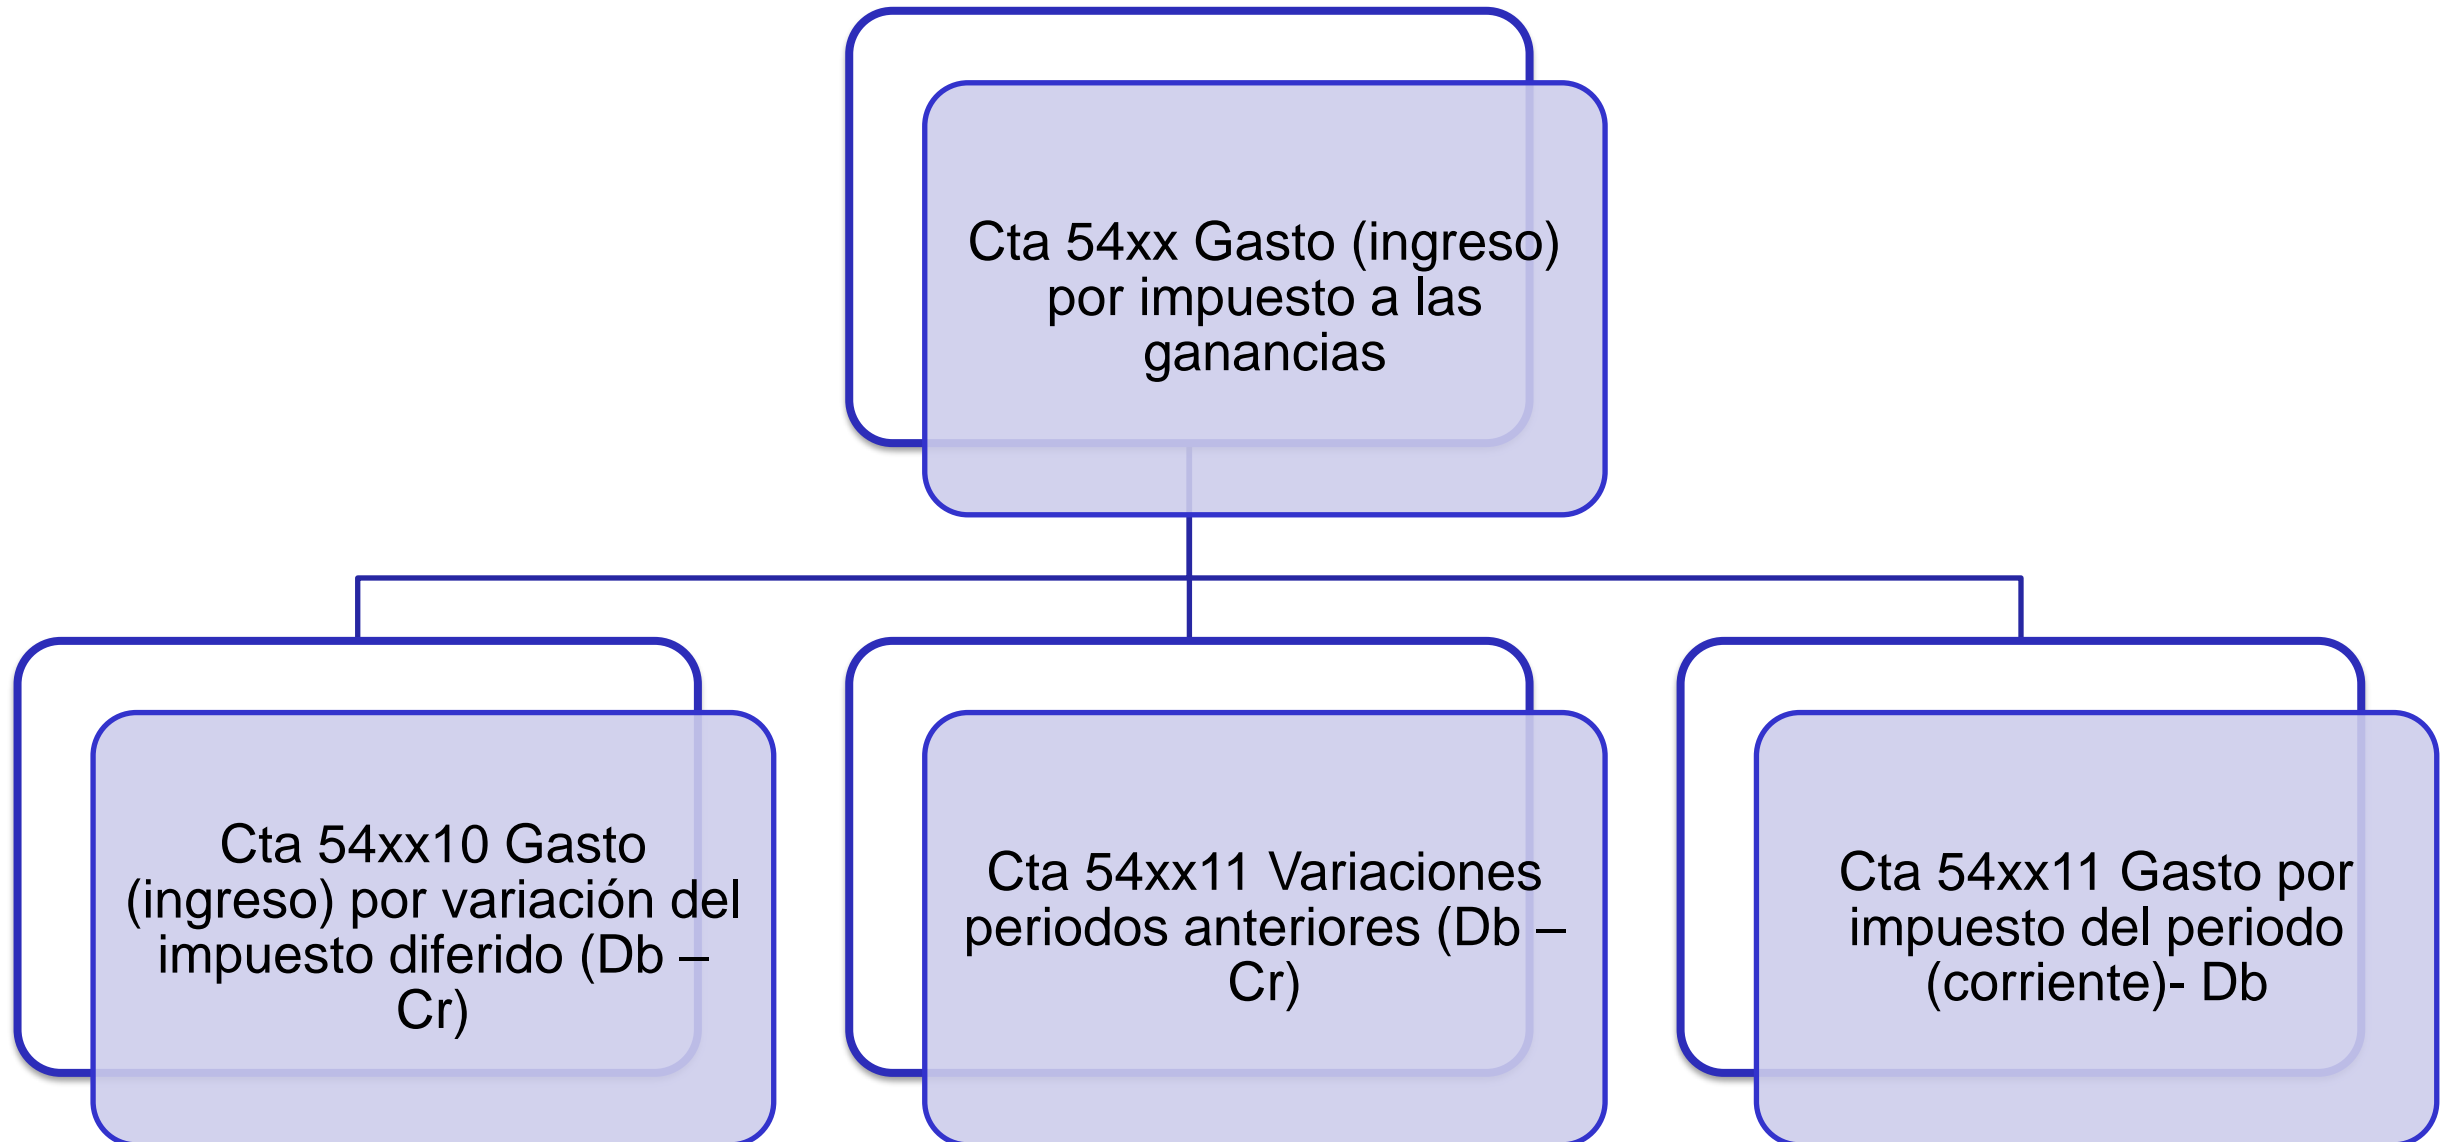 Cta 54xx Gasto (ingreso)
por impuesto a las
ganancias
Cta 54xx10 Gasto
(ingreso) por variación del
impuesto diferido (Db –
Cr)
Cta 54xx11 Variaciones
periodos anteriores (Db –
Cr)
Cta 54xx11 Gasto por
impuesto del periodo
(corriente)- Db